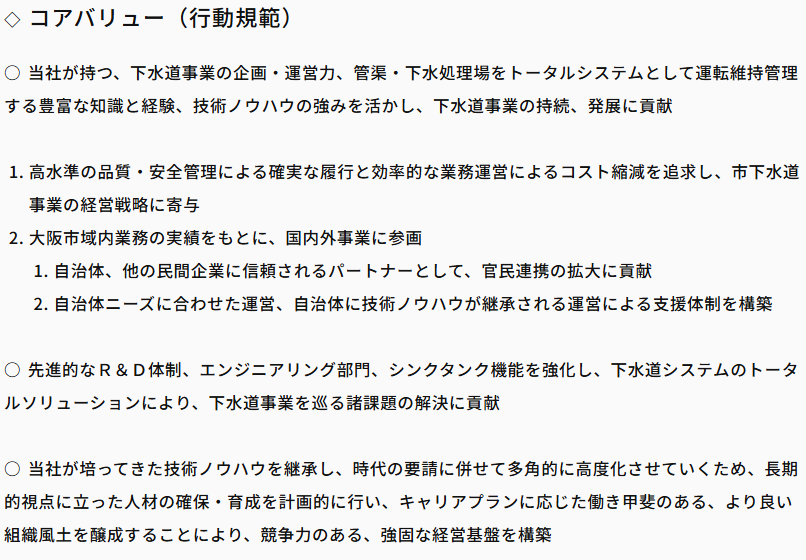 ◇ コアバリュー（行動規範）
○ 当社が持つ、下水道事業の企画・運営力、管渠・下水処理場をトータルシステムとして運転維持管理
する豊富な知識と経験、技術ノウハウの強みを活かし、下水道事業の持続、発展に貢献
1. 高水準の品質・安全管理による確実な履行と効率的な業務運営によるコスト縮減を追求し、市下水道
事業の経営戦略に寄与
2. 大阪市域内業務の実績をもとに、国内外事業に参画
1. 自治体、他の民間企業に信頼されるパートナーとして、官民連携の拡大に貢献
2. 自治体ニーズに合わせた運営、自治体に技術ノウハウが継承される運営による支援体制を構築
○ 先進的なＲ＆Ｄ体制、エンジニアリング部門、シンクタンク機能を強化し、下水道システムのトータ
ルソリューションにより、下水道事業を巡る諸課題の解決に貢献
○ 当社が培ってきた技術ノウハウを継承し、時代の要請に併せて多角的に高度化させていくため、長期
的視点に立った人材の確保・育成を計画的に行い、キャリアプランに応じた働き甲斐のある、より良い
組織風土を醸成することにより、競争力のある、強固な経営基盤を構築